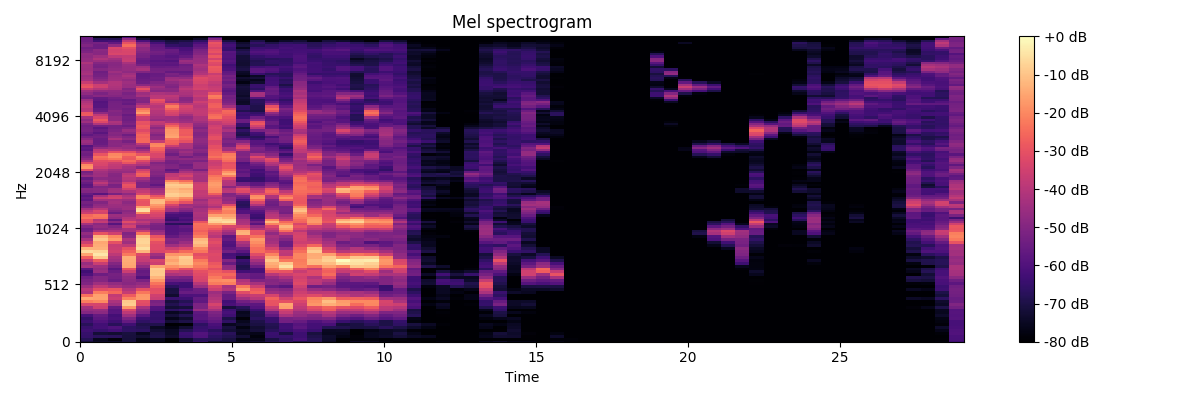 Mel spectrogram
Hz
8192
4096
2048
1024
512
0
0 5 10 15 20 25
Time
+0 dB
-10 dB
-20 dB
-30 dB
-40 dB
-50 dB
-60 dB
-70 dB
-80 dB